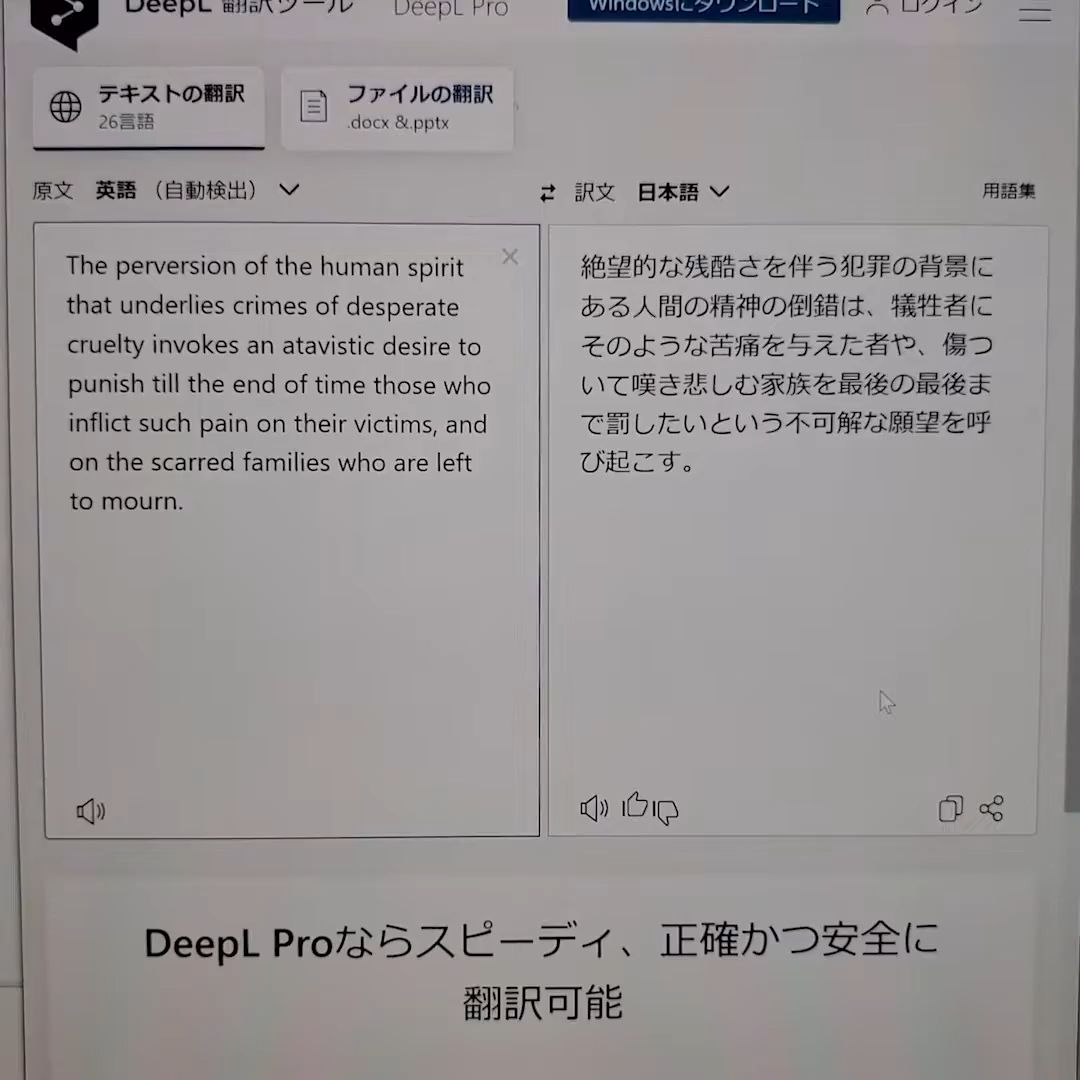 DeepL 翻訳ツール
DeepL Pro
Windowsにダウンロード
ログイン
テキストの翻訳
26言語
ファイルの翻訳
.docx &.pptx
原文 英語 （自動検出）
訳文 日本語
用語集
The perversion of the human spirit
that underlies crimes of desperate
cruelty invokes an atavistic desire to
punish till the end of time those who
inflict such pain on their victims, and
on the scarred families who are left
to mourn.
絶望的な残酷さを伴う犯罪の背景に
ある人間の精神の倒錯は、犠牲者に
そのような苦痛を与えた者や、傷つ
いて嘆き悲しむ家族を最後の最後ま
で罰したいという不可解な願望を呼
び起こす。
DeepL Proならスピーディ、正確かつ安全に
翻訳可能